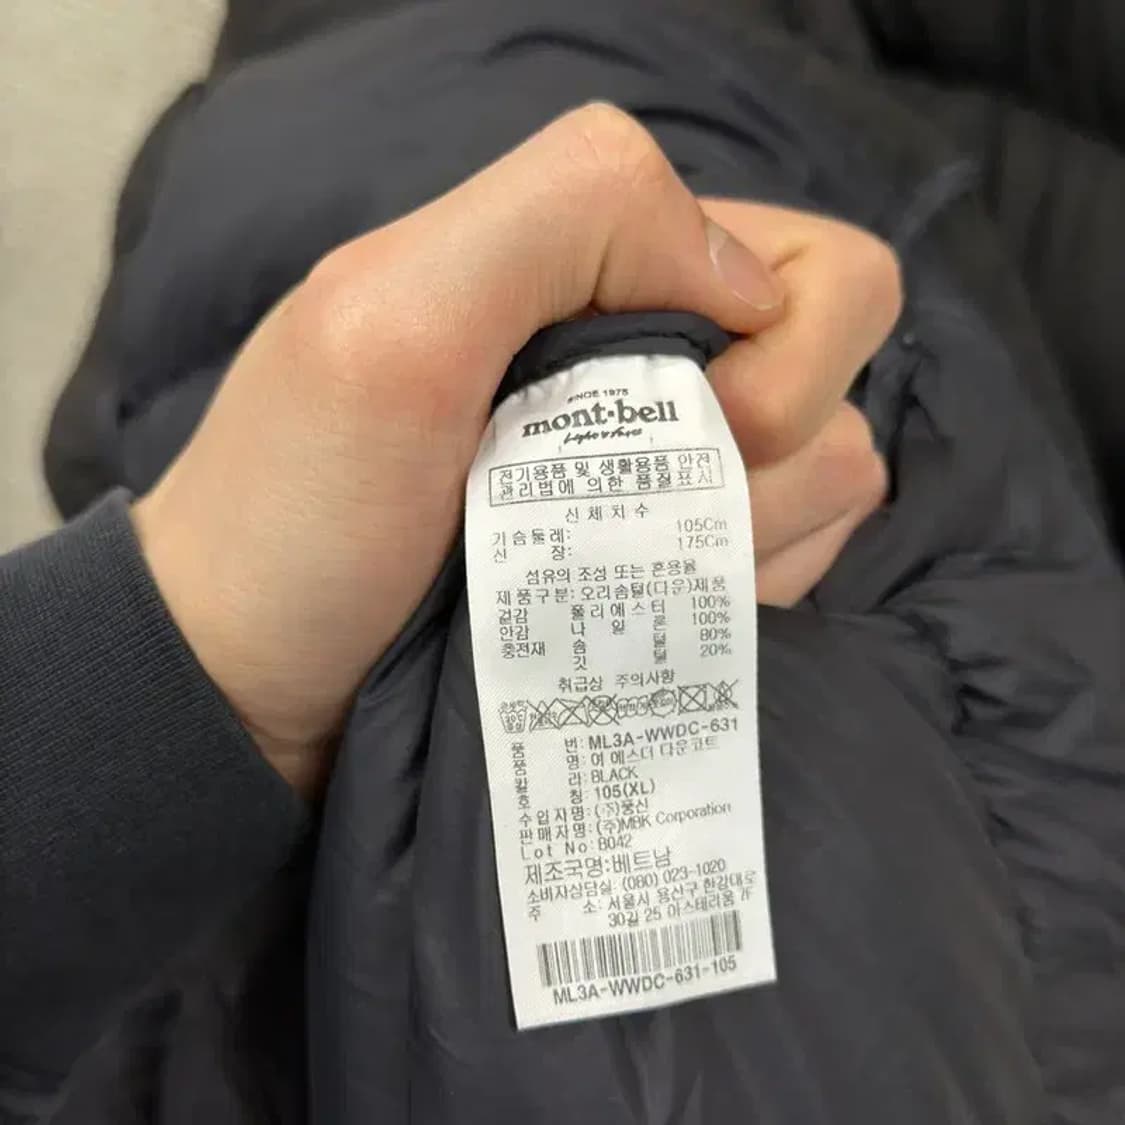 SINCE 1975
mont·bell
Light & Fast
전기용품 및 생활용품 안전
관리법에 의한 품질표시
신체치수
가슴둘레: 105Cm
신 장: 175Cm
섬유의 조성 또는 혼용율
제품구분: 오리솜털(다운)제품
겉감 폴리에스터 100%
안감 나일론 100%
충전재 솜털 80%
깃털 20%
취급상 주의사항
품 번: ML3A-WWDC-631
품 명: 여 에스더 다운코트
칼 라: BLACK
호 칭: 105(XL)
수입자명: (주)풍신
판매자명: (주)MBK Corporation
Lot No: B042
제조국명:베트남
소비자상담실: (080) 023-1020
주 소: 서울시 용산구 한강대로
30길 25 아스테리움 2F
ML3A-WWDC-631-105